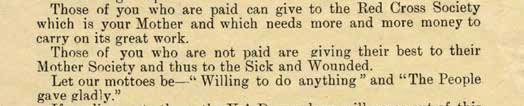 Those of you who are paid can give to the Red Cross Society
which is your Mother and which needs more and more money to
carry on its great work.
Those of you who are not paid are giving their best to their
Mother Society and thus to the Sick and Wounded.
Let our mottoes be—“ Willing to do anything ” and “ The People
gave gladly.”